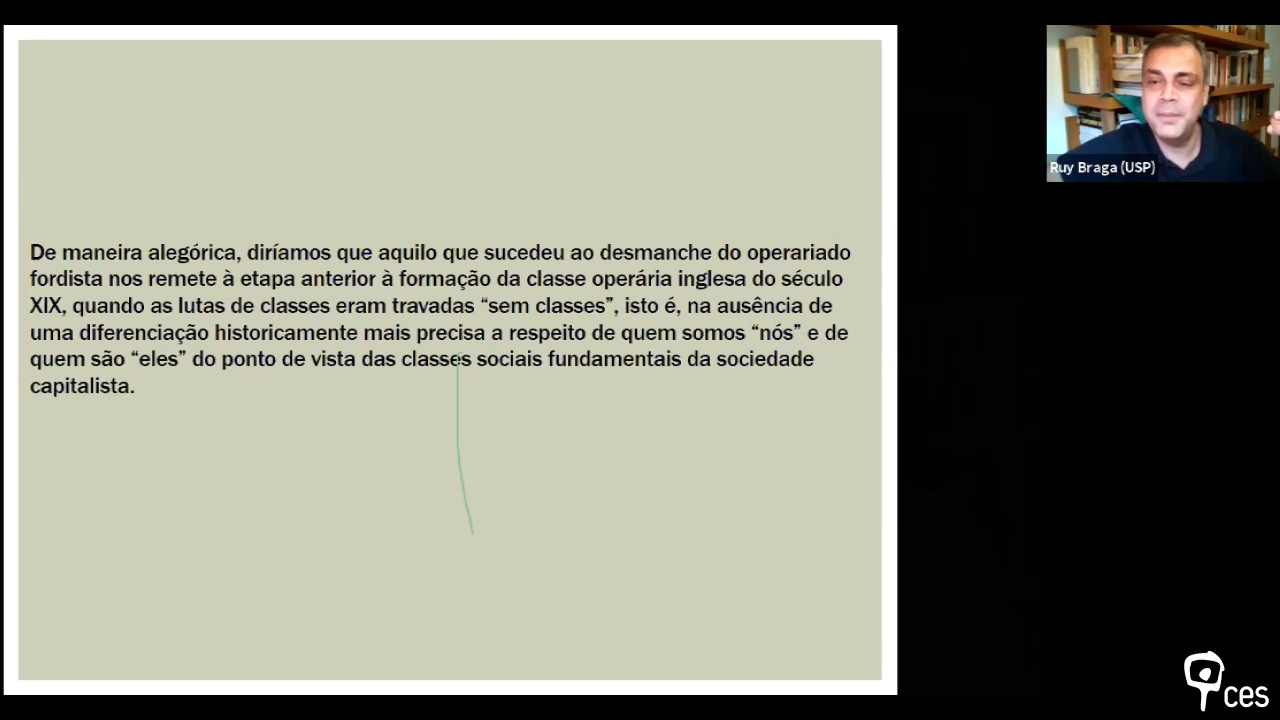 De maneira alegórica, diríamos que aquilo que sucedeu ao desmanche do operariado
fordista nos remete à etapa anterior à formação da classe operária inglesa do século
XIX, quando as lutas de classes eram travadas “sem classes”, isto é, na ausência de
uma diferenciação historicamente mais precisa a respeito de quem somos “nós” e de
quem são “eles” do ponto de vista das classes sociais fundamentais da sociedade
capitalista.
Ruy Braga (USP)
ces